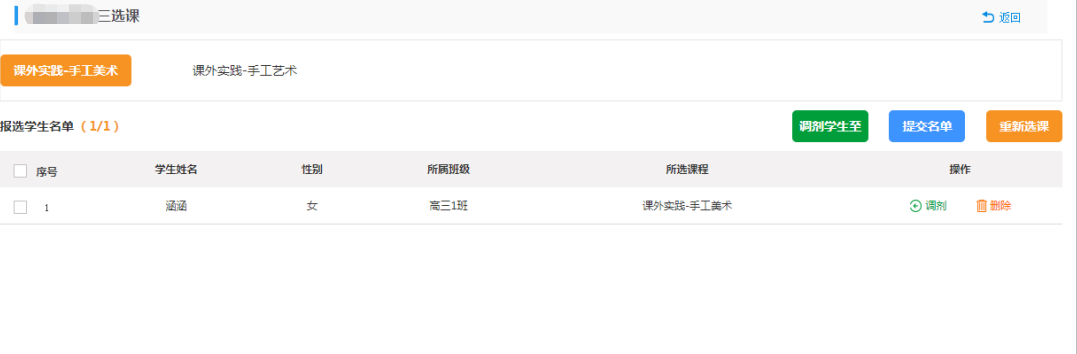 三选课 返回
课外实践-手工美术 课外实践-手工艺术
报选学生名单（1/1） 调剂学生至 提交名单 重新选课
序号 学生姓名 性别 所属班级 所选课程 操作
1 涵涵 女 高三1班 课外实践-手工美术 调剂 删除